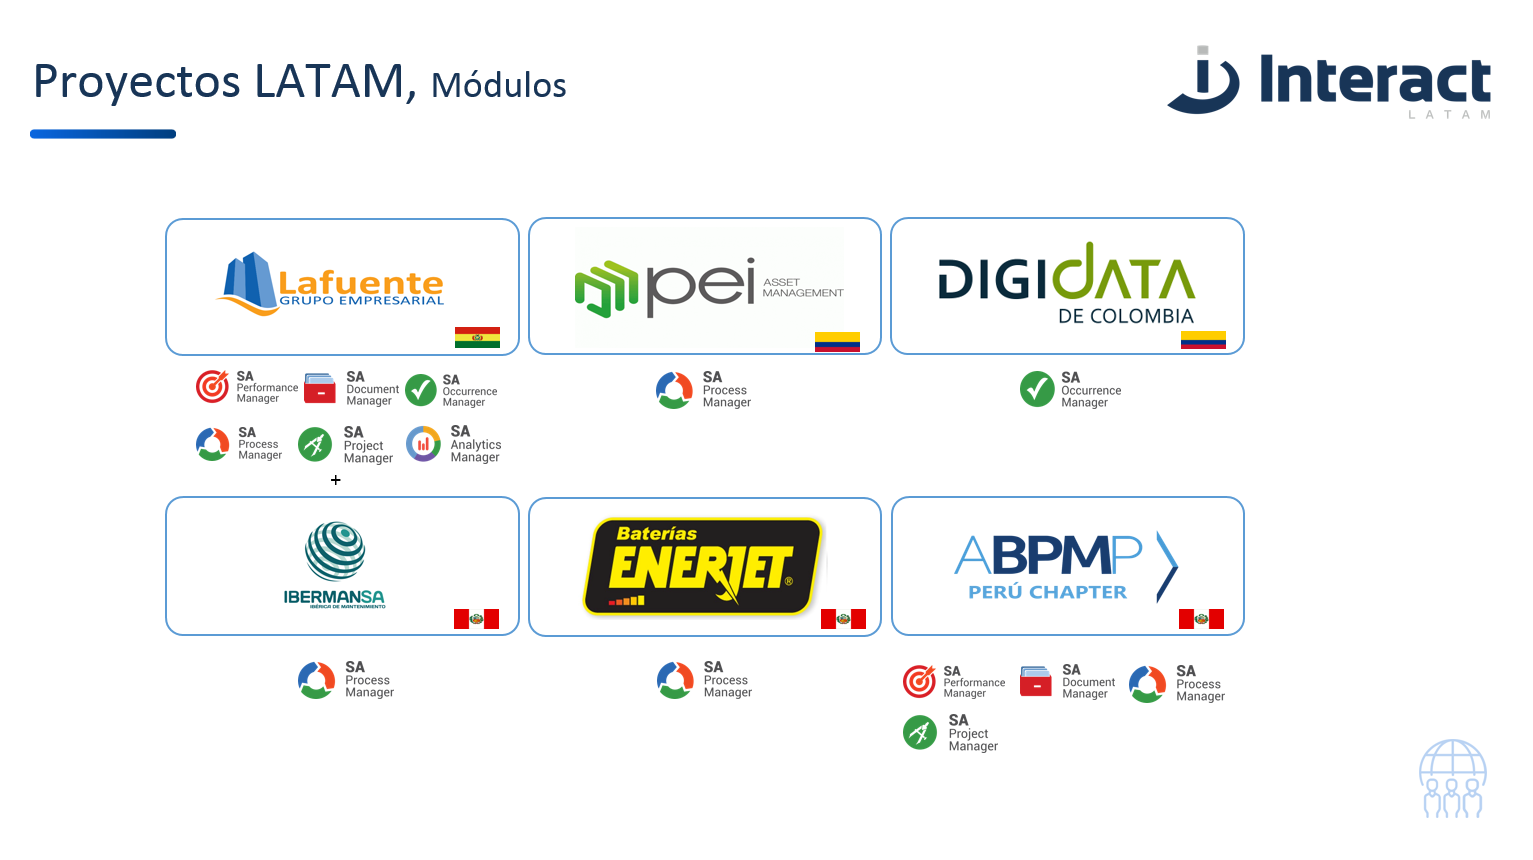 Proyectos LATAM, Módulos
Interact
LATAM
Lafuente
GRUPO EMPRESARIAL
pei
ASSET
MANAGEMENT
DIGIDATA
DE COLOMBIA
SA
Performance
Manager
SA
Document
Manager
SA
Occurrence
Manager
SA
Process
Manager
SA
Project
Manager
SA
Analytics
Manager
+
SA
Process
Manager
SA
Occurrence
Manager
IBERMANSA
IBÉRICA DE MANTENIMIENTO
Baterías
ENERJET®
ABPMP
PERÚ CHAPTER
SA
Process
Manager
SA
Process
Manager
SA
Performance
Manager
SA
Document
Manager
SA
Process
Manager
SA
Project
Manager